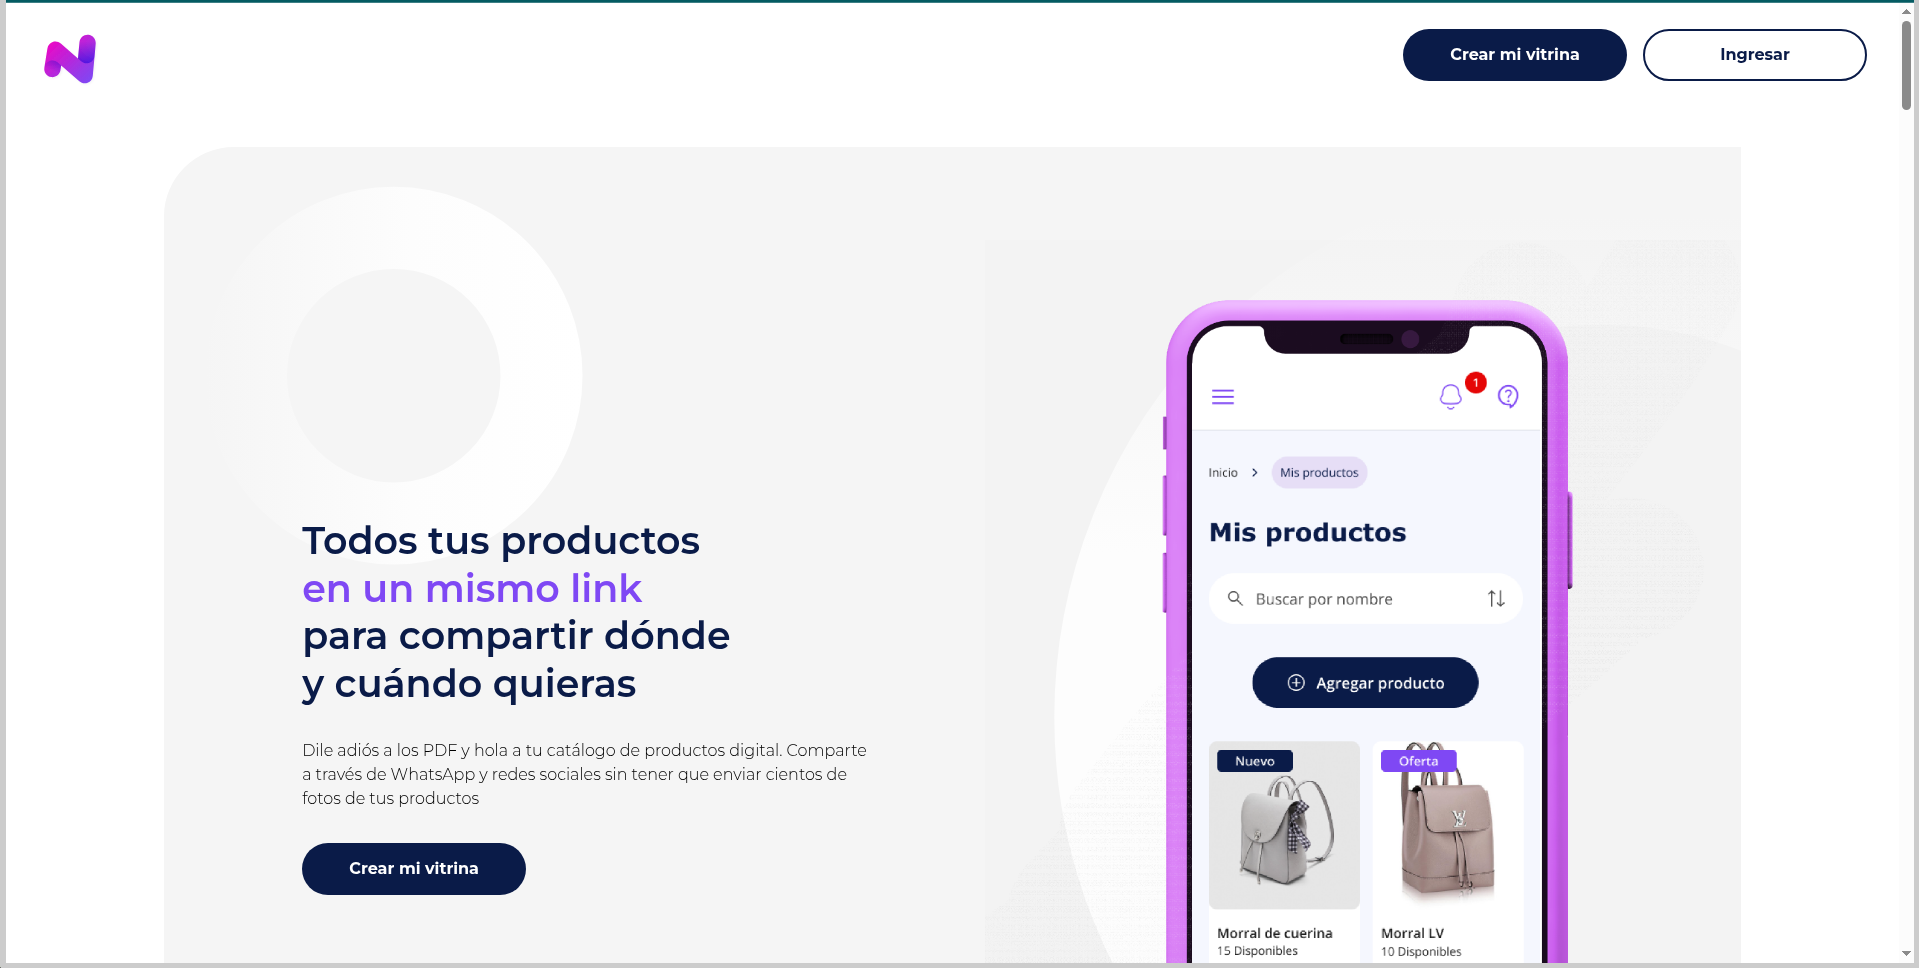 Crear mi vitrina
Ingresar
Todos tus productos
en un mismo link
para compartir dónde
y cuándo quieras
Dile adiós a los PDF y hola a tu catálogo de productos digital. Comparte
a través de WhatsApp y redes sociales sin tener que enviar cientos de
fotos de tus productos
Crear mi vitrina
1
Inicio > Mis productos
Mis productos
Buscar por nombre
Agregar producto
Nuevo
Oferta
Morral de cuerina
15 Disponibles
Morral LV
10 Disponibles